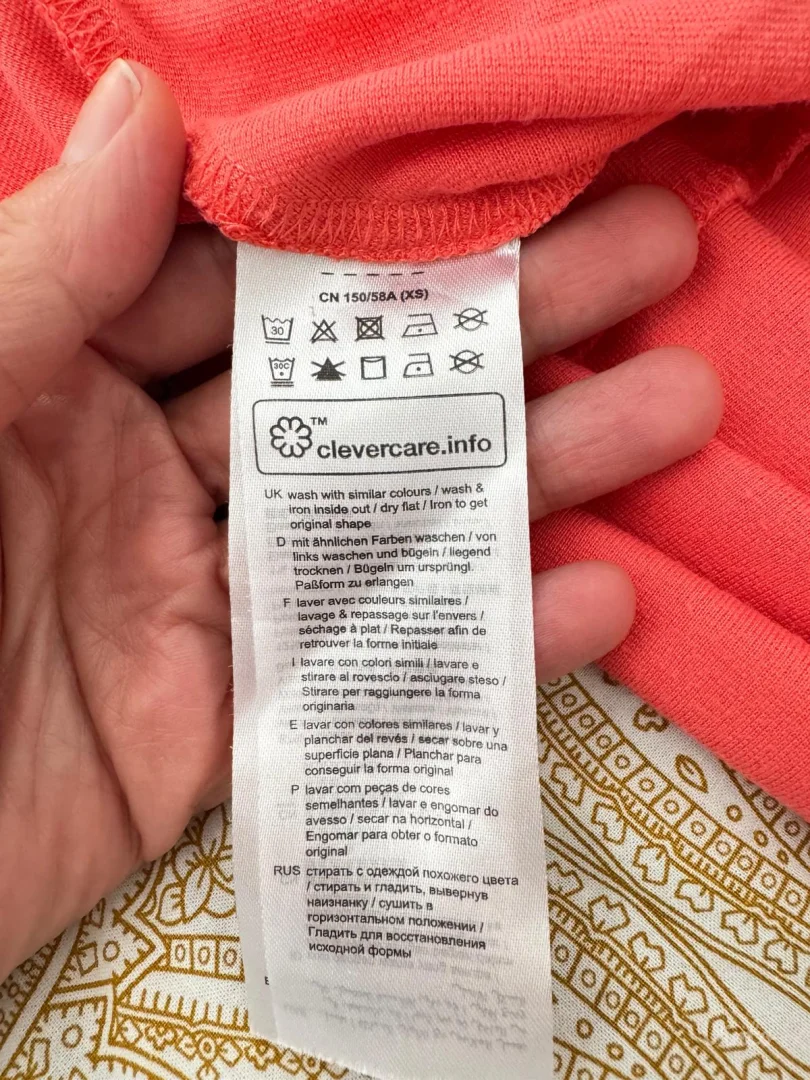 CN 150/58A (XS)
30
30C
TM
clevercare.info
UK wash with similar colours / wash &
iron inside out / dry flat / Iron to get
original shape
D mit ähnlichen Farben waschen / von
links waschen und bügeln / liegend
trocknen / Bügeln um ursprüngl.
Paßform zu erlangen
F laver avec couleurs similaires /
lavage & repassage sur l'envers /
séchage à plat / Repasser afin de
retrouver la forme initiale
I lavare con colori simili / lavare e
stirare al rovescio / asciugare steso /
Stirare per raggiungere la forma
originaria
E lavar con colores similares / lavar y
planchar del revés / secar sobre una
superficie plana / Planchar para
conseguir la forma original
P lavar com peças de cores
semelhantes / lavar e engomar do
avesso / secar na horizontal /
Engomar para obter o formato
original
RUS стирать с одеждой похожего цвета
/ стирать и гладить, вывернув
наизнанку / сушить в
горизонтальном положении /
Гладить для восстановления
исходной формы